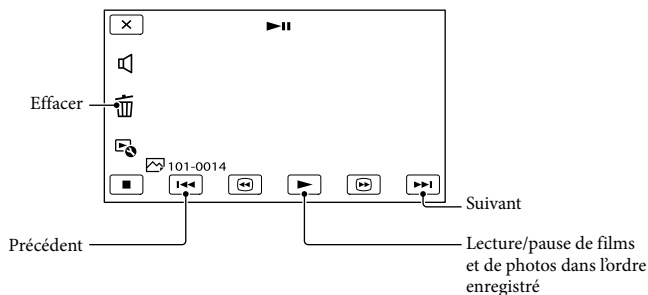 Effacer
101-0014
Suivant
Précédent
Lecture/pause de films
et de photos dans l'ordre
enregistré